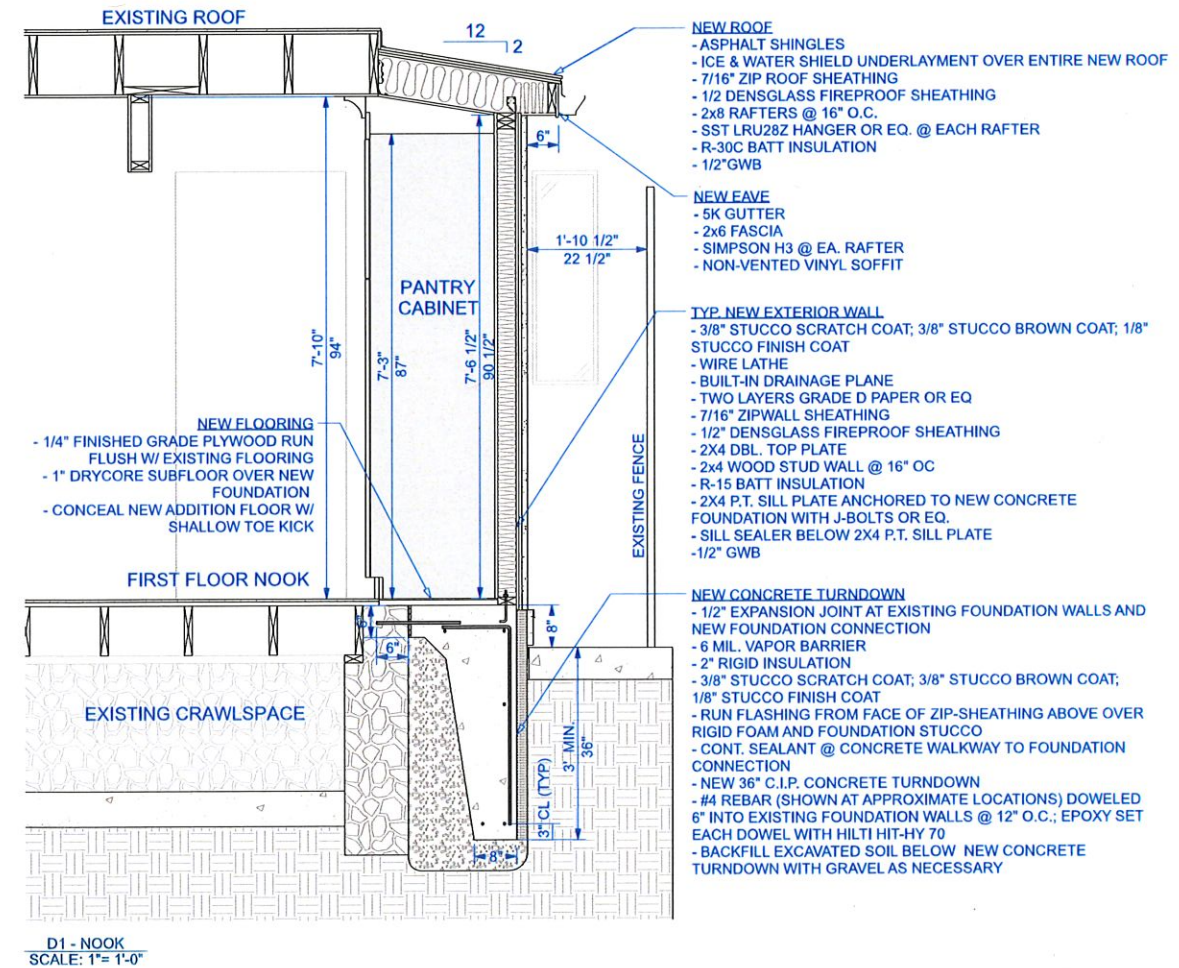 EXISTING ROOF
12
2
NEW ROOF
- ASPHALT SHINGLES
- ICE & WATER SHIELD UNDERLAYMENT OVER ENTIRE NEW ROOF
- 7/16" ZIP ROOF SHEATHING
- 1/2 DENSGLASS FIREPROOF SHEATHING
- 2x8 RAFTERS @ 16" O.C.
- SST LRU28Z HANGER OR EQ. @ EACH RAFTER
- R-30C BATT INSULATION
- 1/2"GWB
6"
NEW EAVE
- 5K GUTTER
- 2x6 FASCIA
- SIMPSON H3 @ EA. RAFTER
- NON-VENTED VINYL SOFFIT
1'-10 1/2"
22 1/2"
PANTRY
CABINET
7'-10"
94"
7'-3"
87"
7'-6 1/2"
90 1/2"
TYP. NEW EXTERIOR WALL
- 3/8" STUCCO SCRATCH COAT; 3/8" STUCCO BROWN COAT; 1/8"
STUCCO FINISH COAT
- WIRE LATHE
- BUILT-IN DRAINAGE PLANE
- TWO LAYERS GRADE D PAPER OR EQ
- 7/16" ZIPWALL SHEATHING
- 1/2" DENSGLASS FIREPROOF SHEATHING
- 2X4 DBL. TOP PLATE
- 2x4 WOOD STUD WALL @ 16" OC
- R-15 BATT INSULATION
- 2X4 P.T. SILL PLATE ANCHORED TO NEW CONCRETE
FOUNDATION WITH J-BOLTS OR EQ.
- SILL SEALER BELOW 2X4 P.T. SILL PLATE
-1/2" GWB
EXISTING FENCE
NEW FLOORING
- 1/4" FINISHED GRADE PLYWOOD RUN
FLUSH W/ EXISTING FLOORING
- 1" DRYCORE SUBFLOOR OVER NEW
FOUNDATION
- CONCEAL NEW ADDITION FLOOR W/
SHALLOW TOE KICK
FIRST FLOOR NOOK
6"
6"
8"
EXISTING CRAWLSPACE
3' MIN.
36"
3" CL (TYP)
8"
NEW CONCRETE TURNDOWN
- 1/2" EXPANSION JOINT AT EXISTING FOUNDATION WALLS AND
NEW FOUNDATION CONNECTION
- 6 MIL. VAPOR BARRIER
- 2" RIGID INSULATION
- 3/8" STUCCO SCRATCH COAT; 3/8" STUCCO BROWN COAT;
1/8" STUCCO FINISH COAT
- RUN FLASHING FROM FACE OF ZIP-SHEATHING ABOVE OVER
RIGID FOAM AND FOUNDATION STUCCO
- CONT. SEALANT @ CONCRETE WALKWAY TO FOUNDATION
CONNECTION
- NEW 36" C.I.P. CONCRETE TURNDOWN
- #4 REBAR (SHOWN AT APPROXIMATE LOCATIONS) DOWELED
6" INTO EXISTING FOUNDATION WALLS @ 12" O.C.; EPOXY SET
EACH DOWEL WITH HILTI HIT-HY 70
- BACKFILL EXCAVATED SOIL BELOW NEW CONCRETE
TURNDOWN WITH GRAVEL AS NECESSARY
D1 - NOOK
SCALE: 1"= 1'-0"